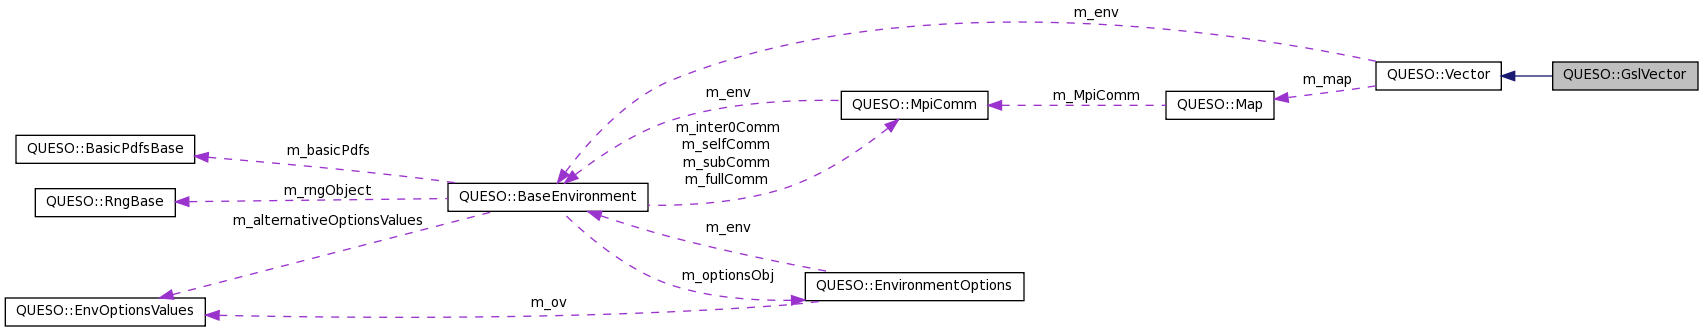 m_env
QUESO::Vector
QUESO::GslVector
m_map
m_env
m_MpiComm
QUESO::MpiComm
QUESO::Map
m_inter0Comm
m_selfComm
m_subComm
m_fullComm
QUESO::BasicPdfsBase
m_basicPdfs
m_rngObject
QUESO::RngBase
QUESO::BaseEnvironment
m_alternativeOptionsValues
m_env
m_optionsObj
QUESO::EnvironmentOptions
m_ov
QUESO::EnvOptionsValues